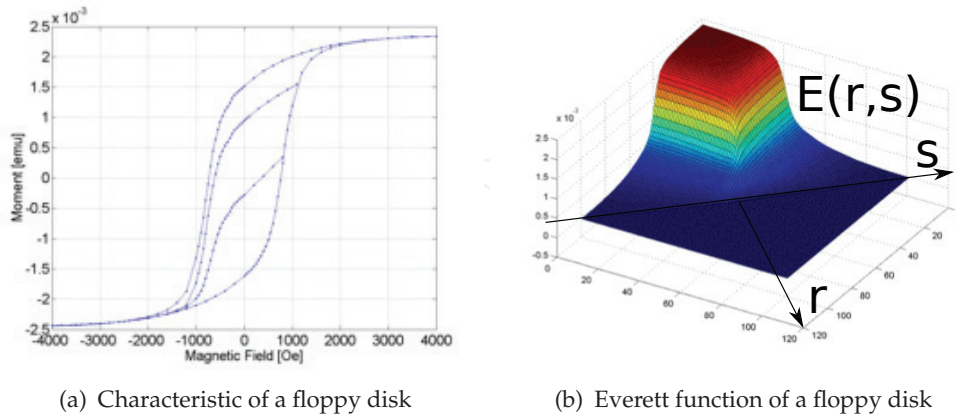 x 10⁻³
2.5
2
1.5
1
0.5
0
-0.5
-1
-1.5
-2
-2.5
Moment [emu]
-4000 -3000 -2000 -1000 0 1000 2000 3000 4000
Magnetic Field [Oe]
(a) Characteristic of a floppy disk
E(r,s)
x 10⁻³
2.5
2
1.5
1
0.5
0
-0.5
s
r
0 20 40 60 80 100 120
20
40
60
80
100
120
(b) Everett function of a floppy disk